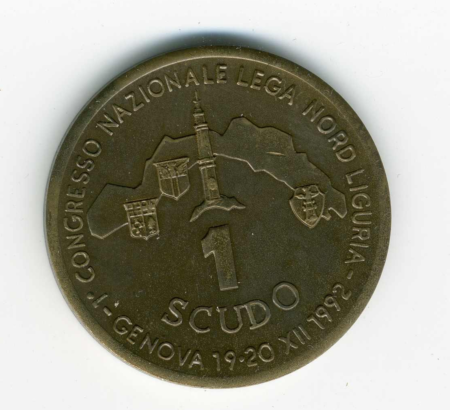 1° CONGRESSO NAZIONALE LEGA NORD LIGURIA -
- GENOVA 19-20 XII 1992
1
SCUDO